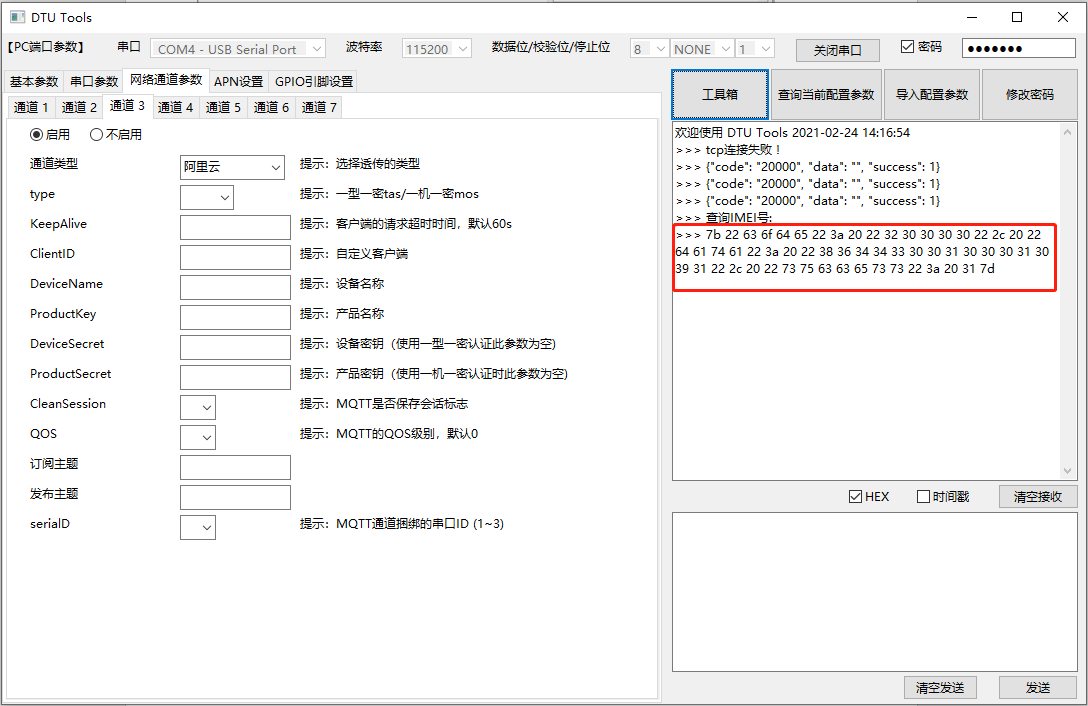 DTU Tools
【PC端口参数】 串口 COM4 - USB Serial Port 波特率 115200 数据位/校验位/停止位 8 NONE 1 关闭串口 密码 ●●●●●●●
基本参数 串口参数 网络通道参数 APN设置 GPIO引脚设置
通道 1 通道 2 通道 3 通道 4 通道 5 通道 6 通道 7
启用 不启用
通道类型 阿里云 提示：选择透传的类型
type 提示：一型一密tas/一机一密mos
KeepAlive 提示：客户端的请求超时时间，默认60s
ClientID 提示：自定义客户端
DeviceName 提示：设备名称
ProductKey 提示：产品名称
DeviceSecret 提示：设备密钥（使用一型一密认证此参数为空)
ProductSecret 提示：产品密钥（使用一机一密认证时此参数为空)
CleanSession 提示：MQTT是否保存会话标志
QOS 提示：MQTT的QOS级别，默认0
订阅主题
发布主题
serialD 提示：MQTT通道捆绑的串口ID (1~3)
工具箱 查询当前配置参数 导入配置参数 修改密码
欢迎使用 DTU Tools 2021-02-24 14:16:54
>>> tcp连接失败！
>>> {"code": "20000", "data": "", "success": 1}
>>> {"code": "20000", "data": "", "success": 1}
>>> {"code": "20000", "data": "", "success": 1}
>>> 查询IMEI号:
>>> 7b 22 63 6f 64 65 22 3a 20 22 32 30 30 30 30 22 2c 20 22
64 61 74 61 22 3a 20 22 38 36 34 34 33 30 30 31 30 30 30 31 30
39 31 22 2c 20 22 73 75 63 63 65 73 73 22 3a 20 31 7d
HEX 时间戳 清空接收
清空发送 发送